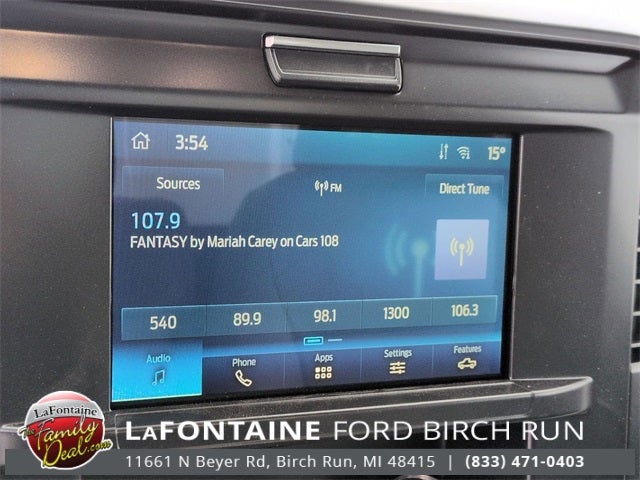 3:54
15°
Sources
FM
Direct Tune
107.9
FANTASY by Mariah Carey on Cars 108
540 89.9 98.1 1300 106.3
Audio Phone Apps Settings Features
LaFontaine
The Family Deal.com
LAFONTAINE FORD BIRCH RUN
11661 N Beyer Rd, Birch Run, MI 48415 | (833) 471-0403